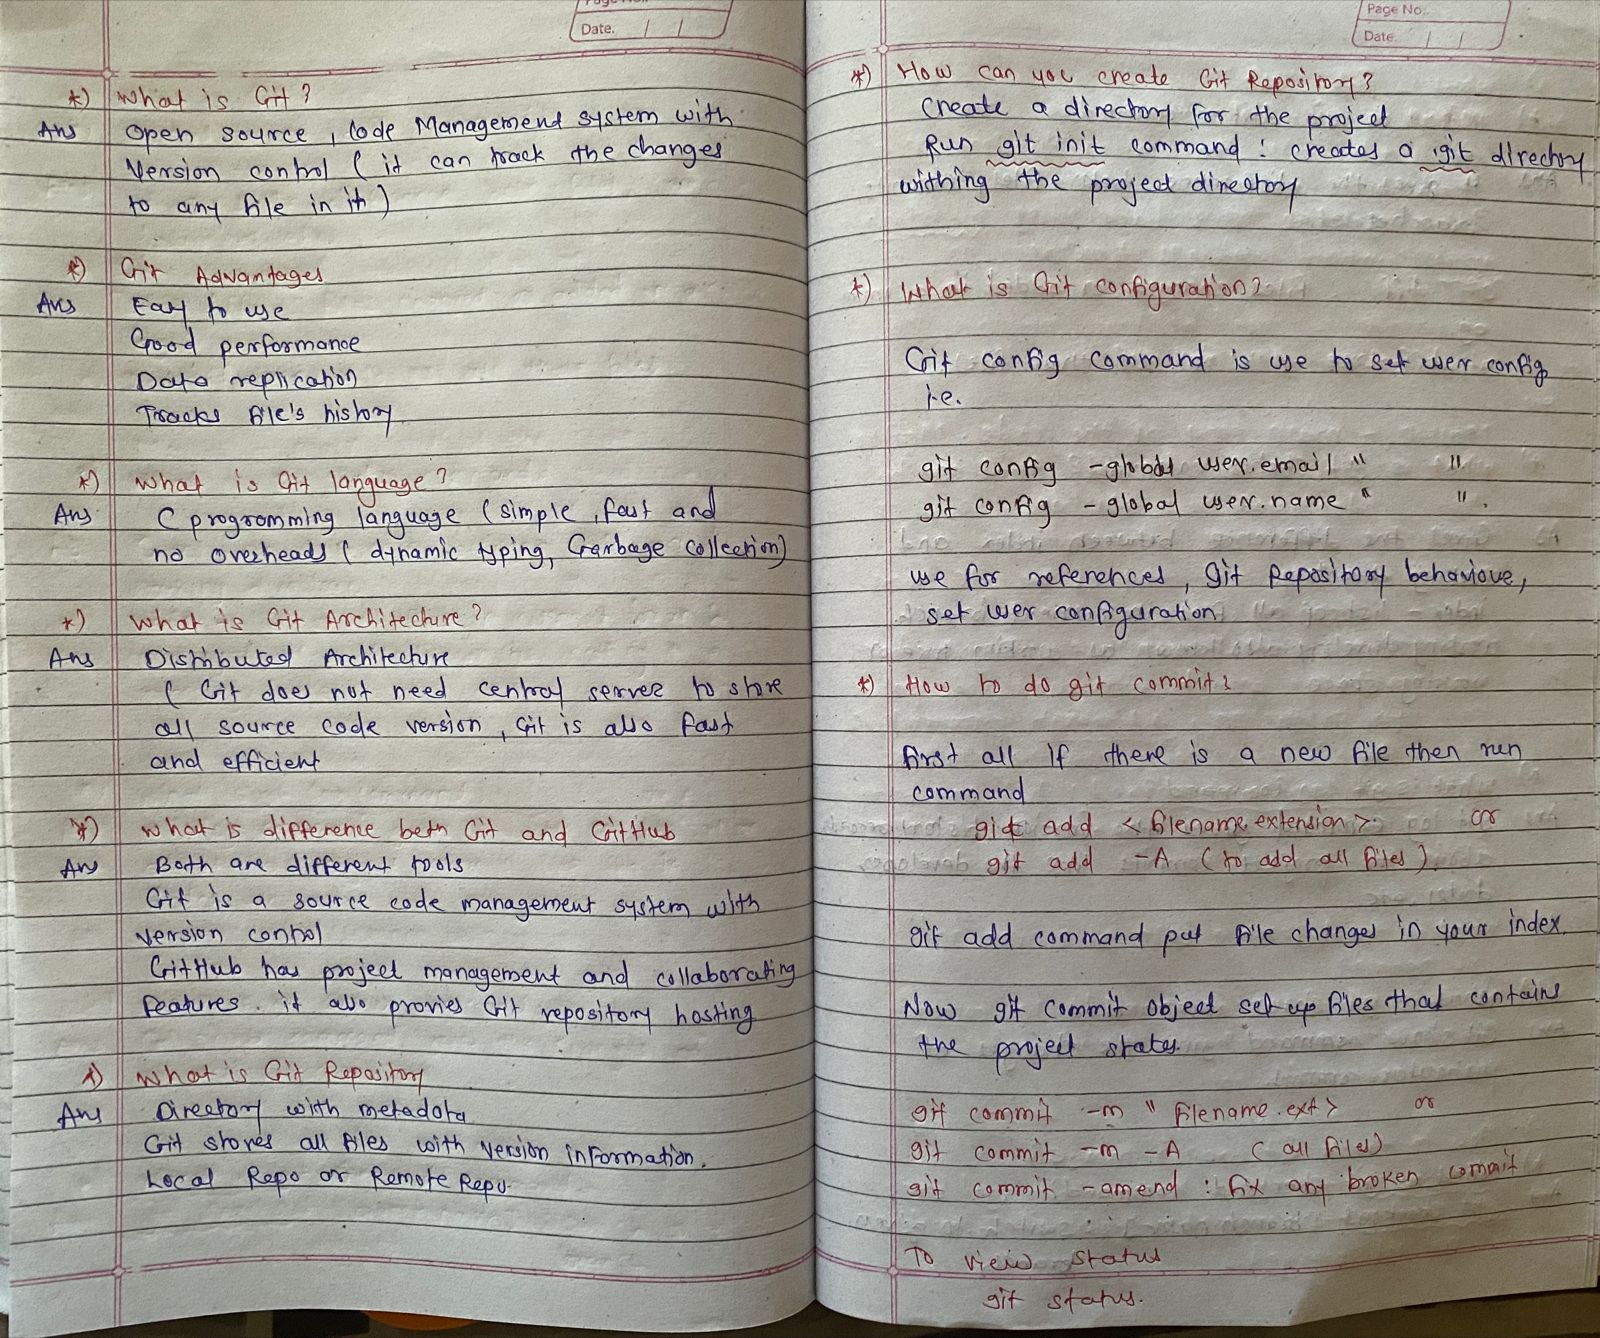 Page No.
Date. / /
*) What is Git?
Ans Open source, Code Management system with
Version control ( it can track the changes
to any file in it )
*) Git Advantages
Ans Easy to use
Good performance
Data replication
Tracks file's history
*) What is Git language?
Ans C programming language (simple, fast and
no overheads ( dynamic typing, Garbage collection)
*) What is Git Architecture?
Ans Distributed Architecture
( Git does not need central server to store
all source code version, Git is also fast
and efficient
*) What is difference betn Git and GitHub
Ans Both are different tools
Git is a source code management system with
version control
GitHub has project management and collaborating
features. it also provies Git repository hosting
*) What is Git Repository
Ans Directory with metadata
Git stores all files with version information.
Local Repo or Remote Repo.
Page No.
Date. / /
*) How can you create Git Repository?
Create a directory for the project
Run git init command : creates a .git directory
withing the project directory
*) What is Git configuration?
Git config command is use to set user config
i.e.
git config -global user.email " "
git config -global user.name " ".
use for references, git Repository behaviour,
set user configuration
*) How to do git commit?
first all if there is a new file then run
command
git add <filename.extension> or
git add -A (to add all files)
git add command put file changes in your index.
Now git commit object set up files that contains
the project states.
git commit -m " filename.ext> or
git commit -m -A ( all files)
git commit -amend : fix any broken commit
To view status
git status.